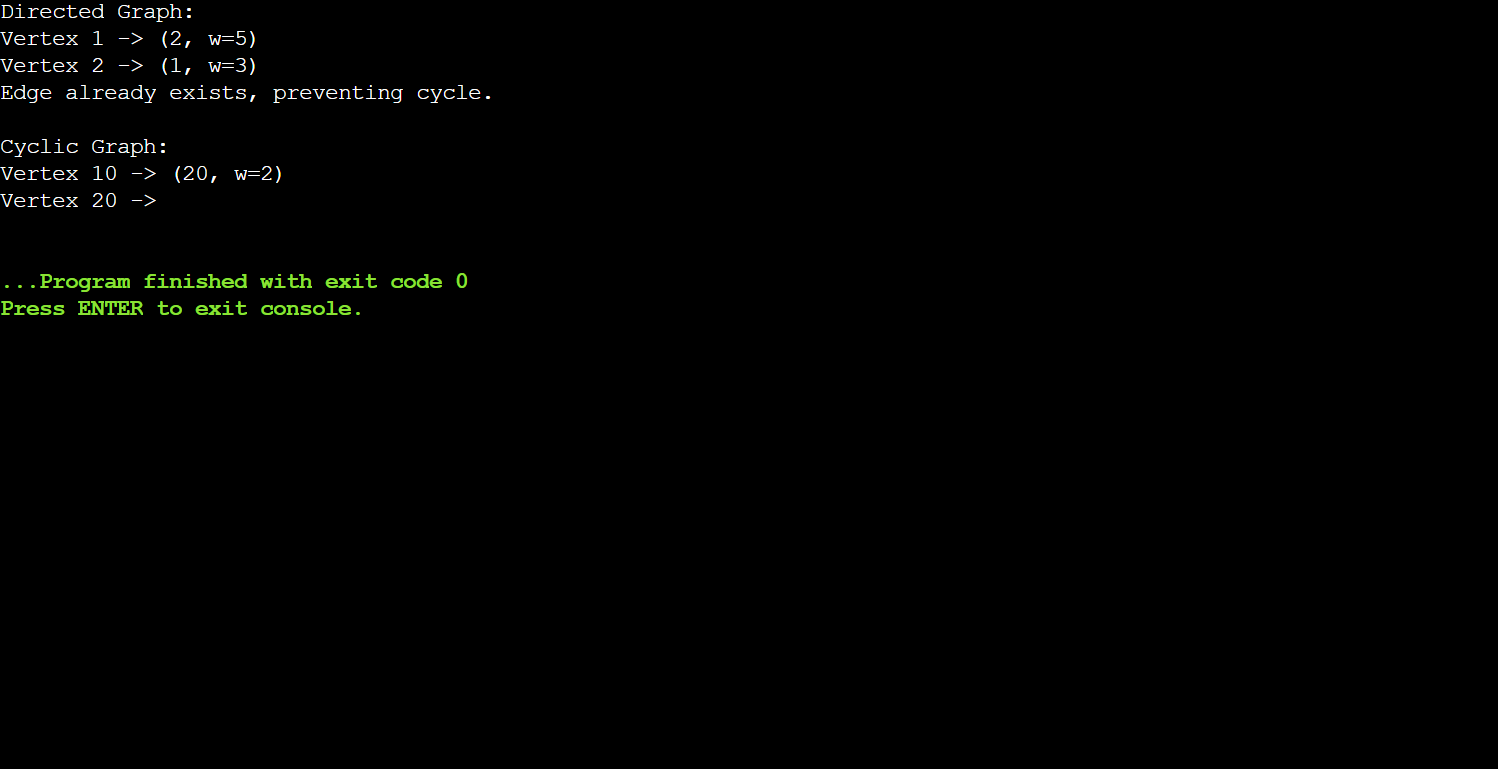 Directed Graph:
Vertex 1 -> (2, w=5)
Vertex 2 -> (1, w=3)
Edge already exists, preventing cycle.
Cyclic Graph:
Vertex 10 -> (20, w=2)
Vertex 20 ->
...Program finished with exit code 0
Press ENTER to exit console.